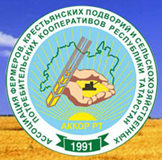 АССОЦИАЦИЯ ФЕРМЕРОВ, КРЕСТЬЯНСКИХ ПОДВОРИЙ И СЕЛЬСКОХОЗЯЙСТВЕННЫХ
ПОТРЕБИТЕЛЬСКИХ КООПЕРАТИВОВ РЕСПУБЛИКИ ТАТАРСТАН
АККОР РТ
1991